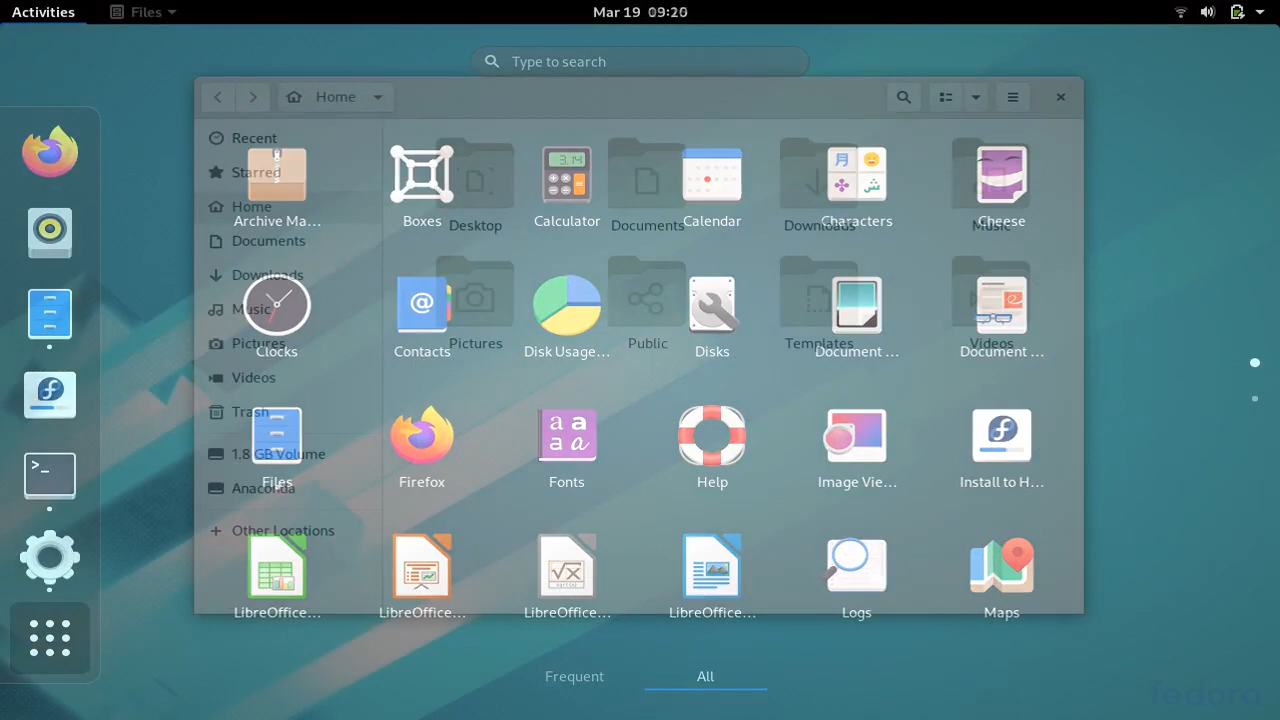 Activities
Files
Mar 19
Type to search
Home
Recent
Starred
Home
Documents
Downloads
Music
Pictures
Videos
Trash
1.8 GB Volume
Anaconda
Other Locations
Desktop
Documents
Downloads
Music
Pictures
Public
Templates
Videos
Archive Ma...
Boxes
Calculator
Calendar
Characters
Cheese
Clocks
Contacts
Disk Usage...
Disks
Document ...
Document ...
Files
Firefox
Fonts
Help
Image Vie...
Install to H...
LibreOffice...
LibreOffice...
LibreOffice...
LibreOffice...
Logs
Maps
Frequent
All
fedora